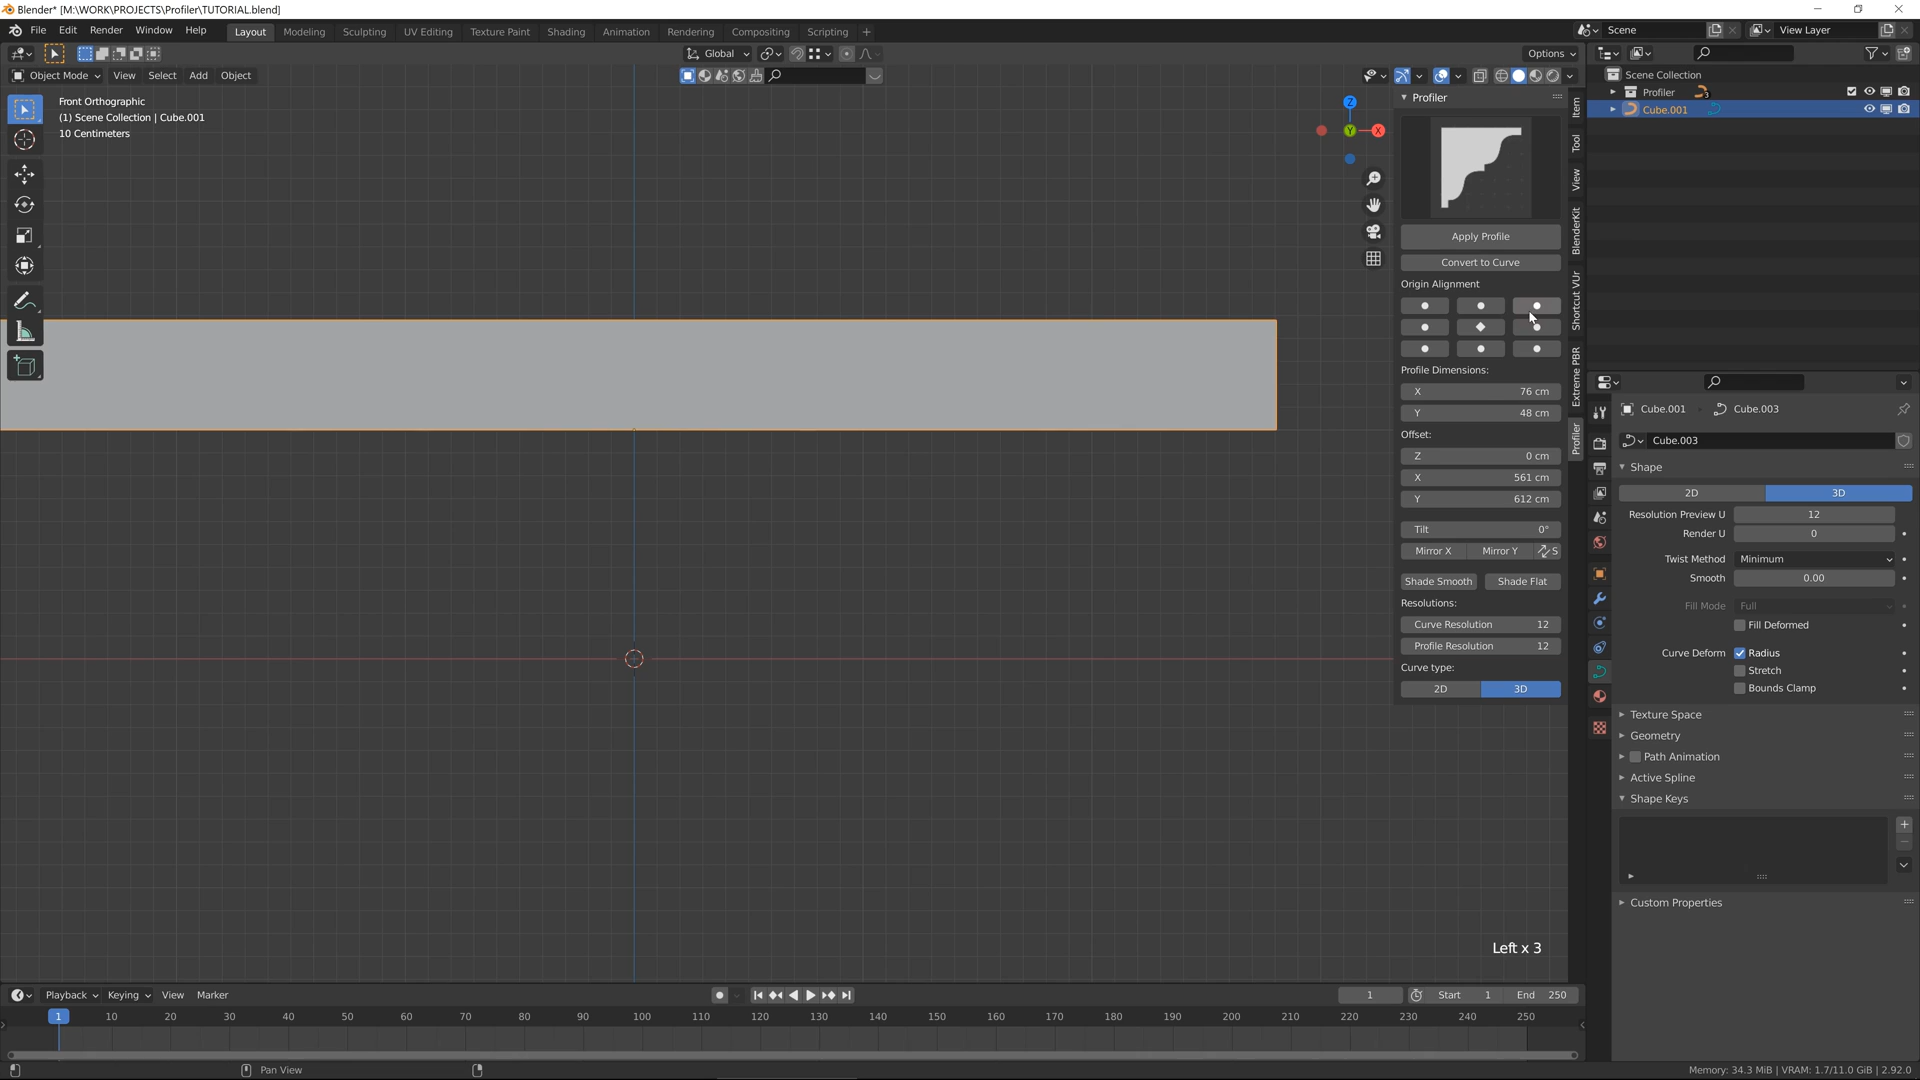 Blender* [M:\WORK\PROJECTS\Profiler\TUTORIAL.blend]
File Edit Render Window Help Layout Modeling Sculpting UV Editing Texture Paint Shading Animation Rendering Compositing Scripting + Scene View Layer
Global Options
Object Mode View Select Add Object
Front Orthographic
(1) Scene Collection | Cube.001
10 Centimeters
Z
Y
X
Profiler
Apply Profile
Convert to Curve
Origin Alignment
Profile Dimensions:
X 76 cm
Y 48 cm
Offset:
Z 0 cm
X 561 cm
Y 612 cm
Tilt 0°
Mirror X Mirror Y S
Shade Smooth Shade Flat
Resolutions:
Curve Resolution 12
Profile Resolution 12
Curve type:
2D 3D
Item
Tool
View
BlenderKit
Shortcut VUr
Extreme PBR
Profiler
Scene Collection
Profiler 3
Cube.001
Cube.001 Cube.003
Cube.003
Shape
2D 3D
Resolution Preview U 12
Render U 0
Twist Method Minimum
Smooth 0.00
Fill Mode Full
Fill Deformed
Curve Deform Radius
Stretch
Bounds Clamp
Texture Space
Geometry
Path Animation
Active Spline
Shape Keys
Custom Properties
Left x 3
Playback Keying View Marker 1 Start 1 End 250
1 10 20 30 40 50 60 70 80 90 100 110 120 130 140 150 160 170 180 190 200 210 220 230 240 250
Pan View
Memory: 34.3 MiB | VRAM: 1.7/11.0 GiB | 2.92.0